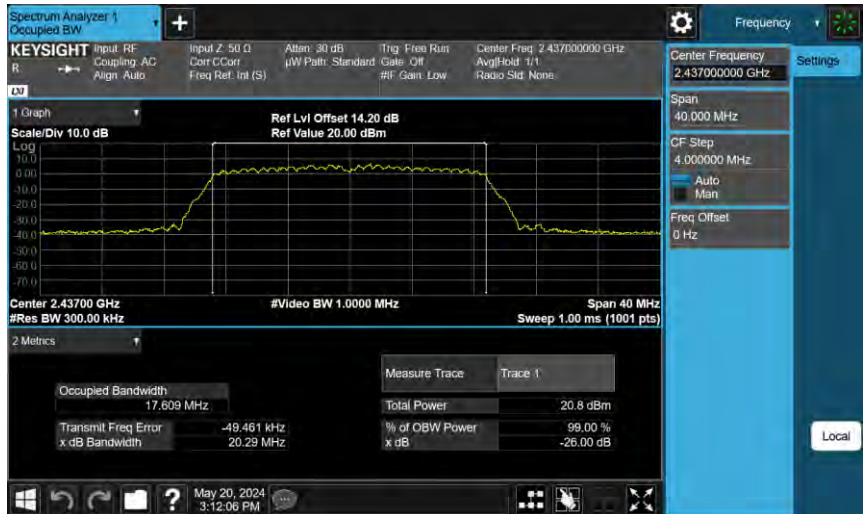 Spectrum Analyzer 1
Occupied BW
+
KEYSIGHT
R
LXI
Input: RF
Coupling: AC
Align: Auto
Input Z: 50 Ω
Corr CCorr
Freq Ref: Int (S)
Atten: 30 dB
µW Path: Standard
Trig: Free Run
Gate: Off
#IF Gain: Low
Center Freq: 2.437000000 GHz
Avg|Hold: 1/1
Radio Std: None
1 Graph
Scale/Div 10.0 dB
Ref Lvl Offset 14.20 dB
Ref Value 20.00 dBm
Log
10.0
0.00
-10.0
-20.0
-30.0
-40.0
-50.0
-60.0
-70.0
Center 2.43700 GHz
#Video BW 1.0000 MHz
Span 40 MHz
#Res BW 300.00 kHz
Sweep 1.00 ms (1001 pts)
2 Metrics
Measure Trace Trace 1
Occupied Bandwidth
17.609 MHz
Total Power 20.8 dBm
Transmit Freq Error -49.461 kHz
% of OBW Power 99.00 %
x dB Bandwidth 20.29 MHz
x dB -26.00 dB
May 20, 2024
3:12:06 PM
?
Frequency
Settings
Center Frequency
2.437000000 GHz
Span
40.000 MHz
CF Step
4.000000 MHz
Auto
Man
Freq Offset
0 Hz
Local